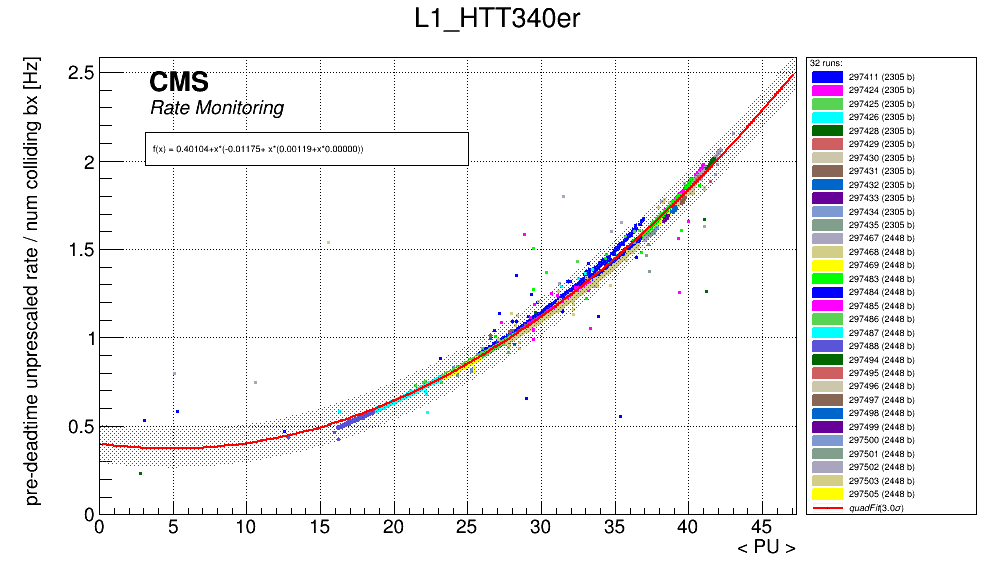 L1_HTT340er
pre-deadtime unprescaled rate / num colliding bx [Hz]
CMS
Rate Monitoring
f(x) = 0.40104+x*(-0.01175+ x*(0.00119+x*0.00000))
2.5
2
1.5
1
0.5
0
0 5 10 15 20 25 30 35 40 45
< PU >
32 runs:
297411 (2305 b)
297424 (2305 b)
297425 (2305 b)
297426 (2305 b)
297428 (2305 b)
297429 (2305 b)
297430 (2305 b)
297431 (2305 b)
297432 (2305 b)
297433 (2305 b)
297434 (2305 b)
297435 (2305 b)
297467 (2448 b)
297468 (2448 b)
297469 (2448 b)
297483 (2448 b)
297484 (2448 b)
297485 (2448 b)
297486 (2448 b)
297487 (2448 b)
297488 (2448 b)
297494 (2448 b)
297495 (2448 b)
297496 (2448 b)
297497 (2448 b)
297498 (2448 b)
297499 (2448 b)
297500 (2448 b)
297501 (2448 b)
297502 (2448 b)
297503 (2448 b)
297505 (2448 b)
quadFit(3.0σ)